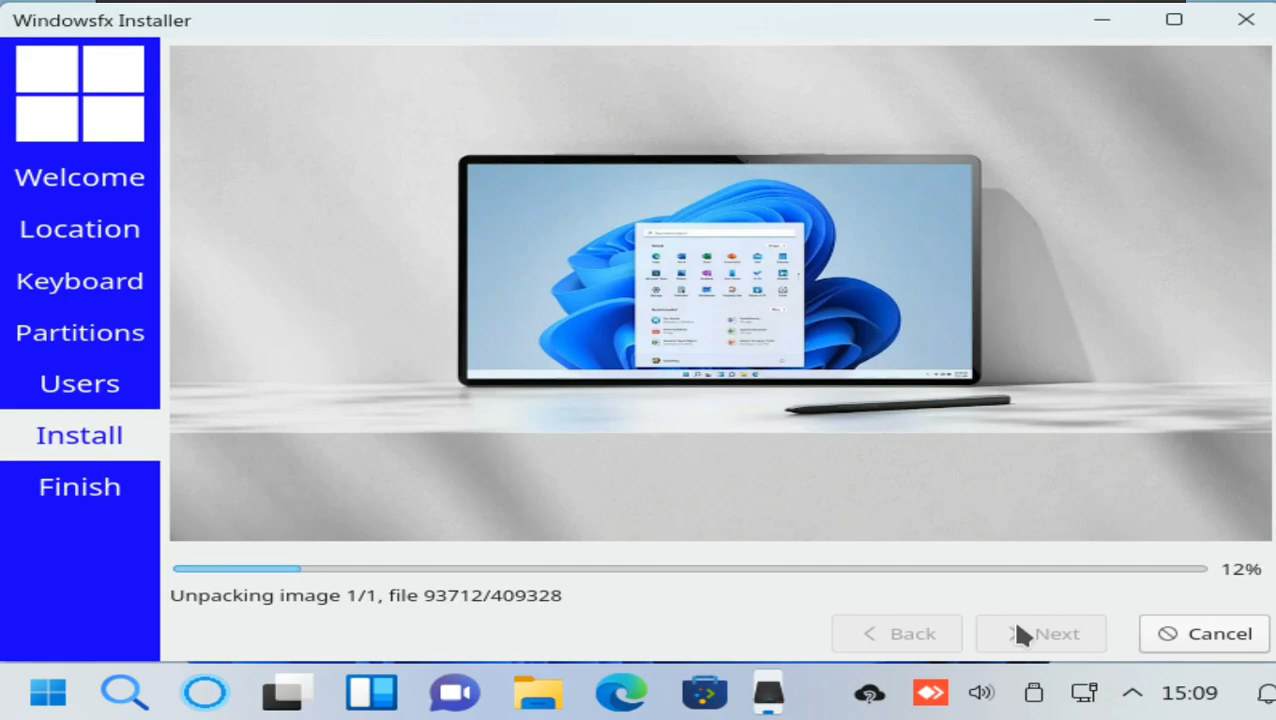 Windowsfx Installer
Welcome
Location
Keyboard
Partitions
Users
Install
Finish
12%
Unpacking image 1/1, file 93712/409328
Back
Next
Cancel
15:09